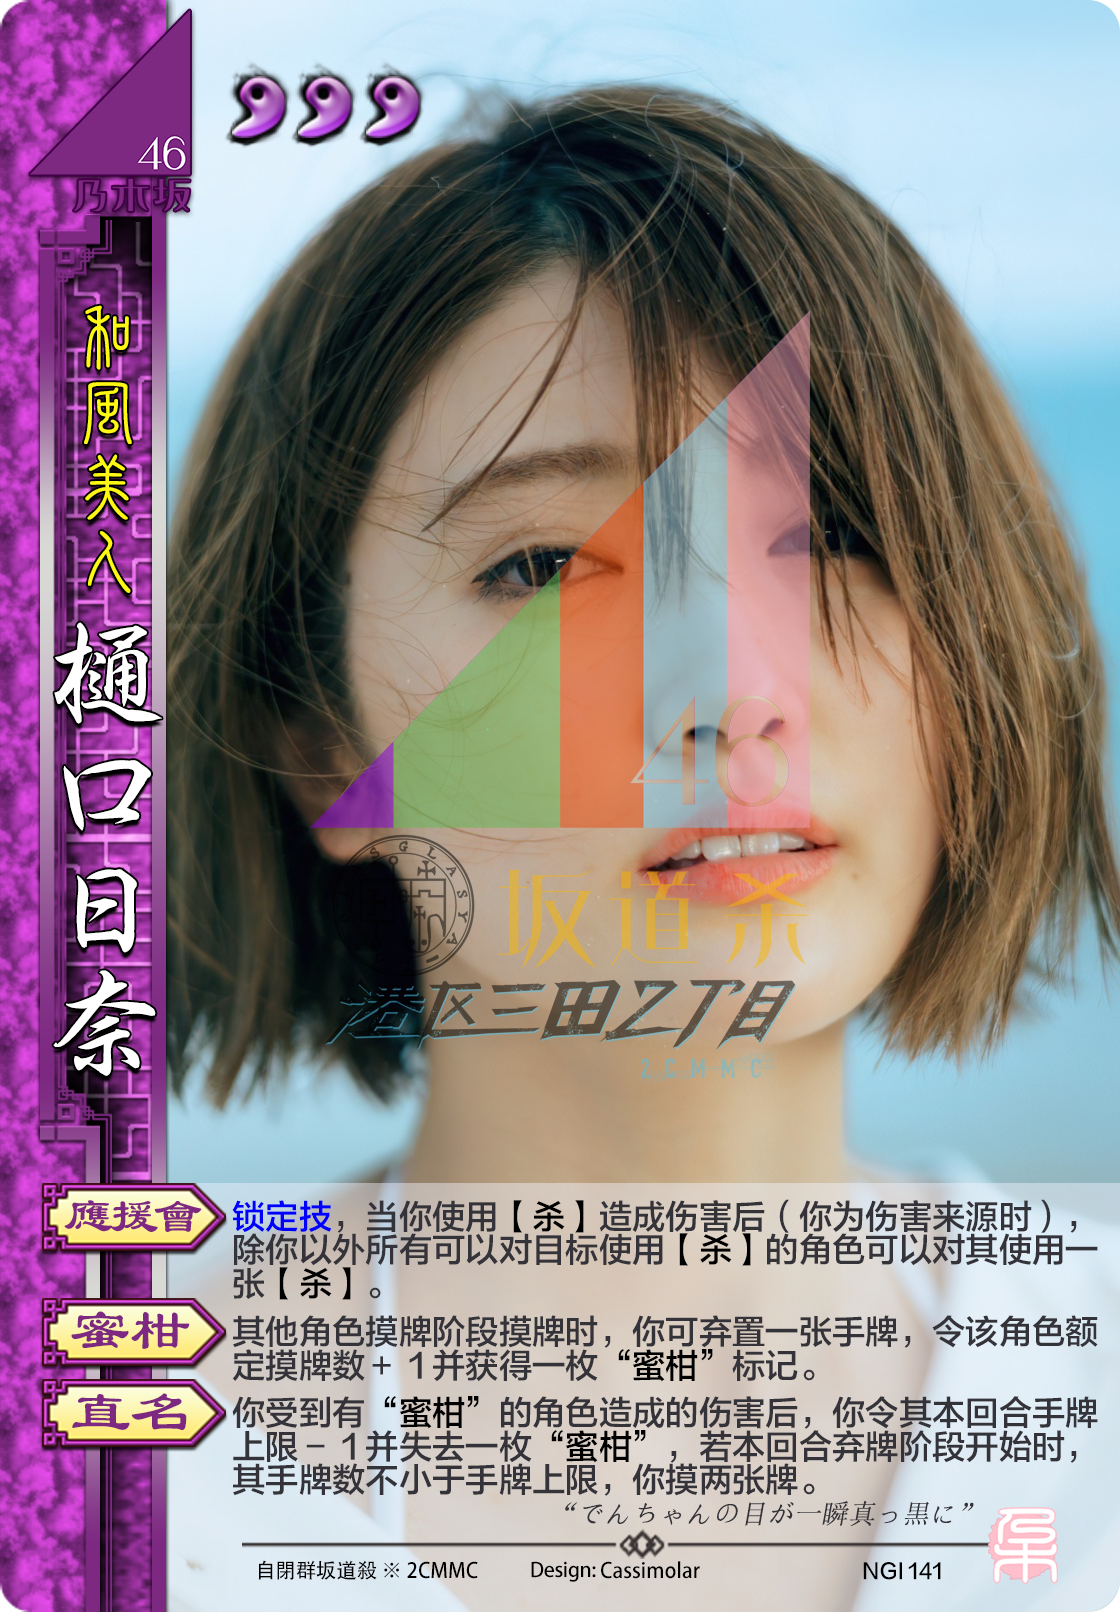 46
乃木坂
和風美人
樋口日奈
46
SGLASYA
坂道杀
港区三田2丁目
2CMMC
應援會
锁定技，当你使用【杀】造成伤害后（你为伤害来源时），
除你以外所有可以对目标使用【杀】的角色可以对其使用一
张【杀】。
蜜柑
其他角色摸牌阶段摸牌时，你可弃置一张手牌，令该角色额
定摸牌数＋１并获得一枚“蜜柑”标记。
真名
你受到有“蜜柑”的角色造成的伤害后，你令其本回合手牌
上限－１并失去一枚“蜜柑”，若本回合弃牌阶段开始时，
其手牌数不小于手牌上限，你摸两张牌。
“でんちゃんの目が一瞬真っ黒に”
自閉群坂道殺 ※ 2CMMC Design: Cassimolar NGI 141